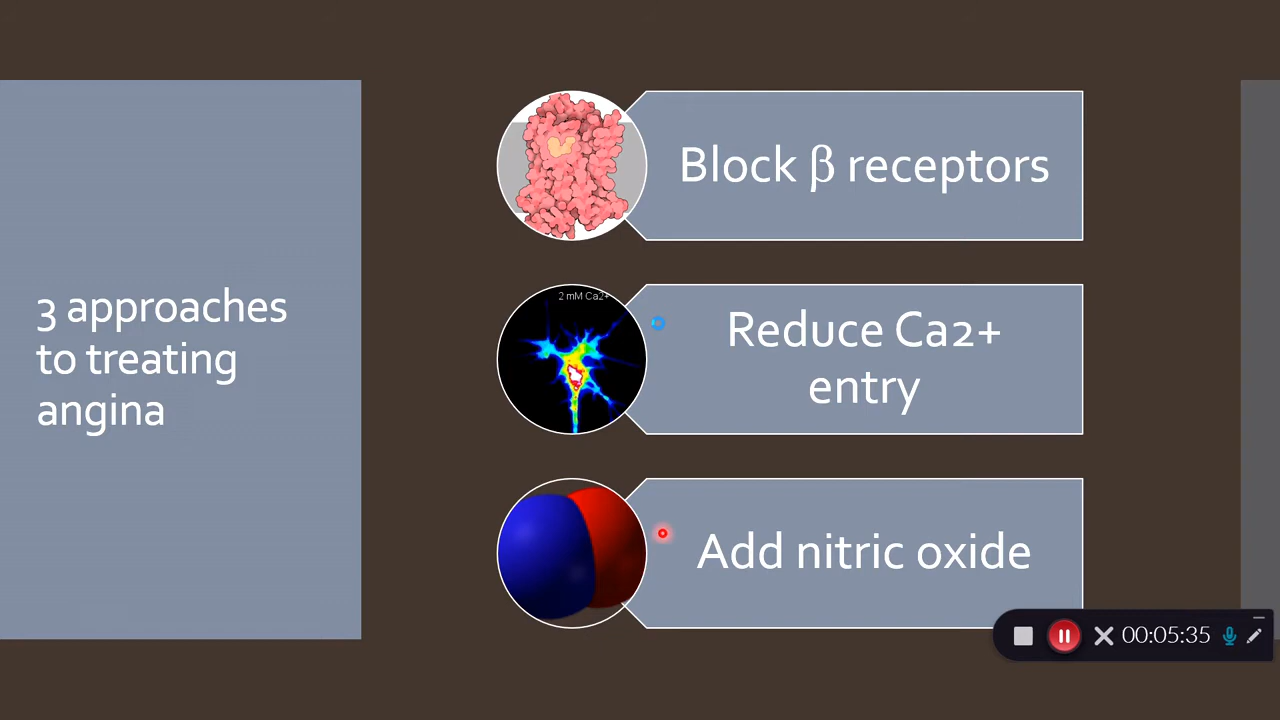 3 approaches
to treating
angina
Block β receptors
2 mM Ca2+
Reduce Ca2+
entry
Add nitric oxide
00:05:35